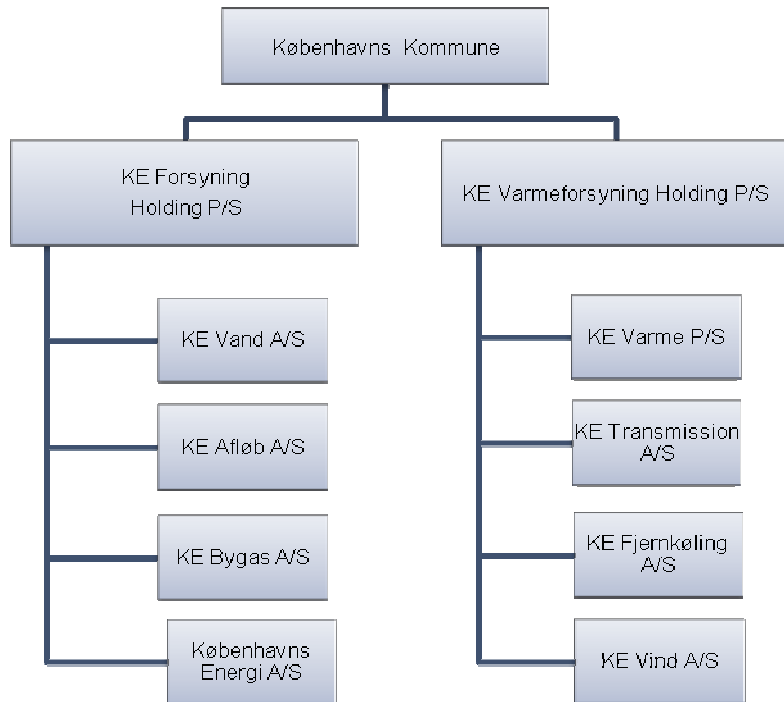 Københavns Kommune
KE Forsyning
Holding P/S
KE Varmeforsyning Holding P/S
KE Vand A/S
KE Afløb A/S
KE Bygas A/S
Københavns
Energi A/S
KE Varme P/S
KE Transmission
A/S
KE Fjernkøling
A/S
KE Vind A/S